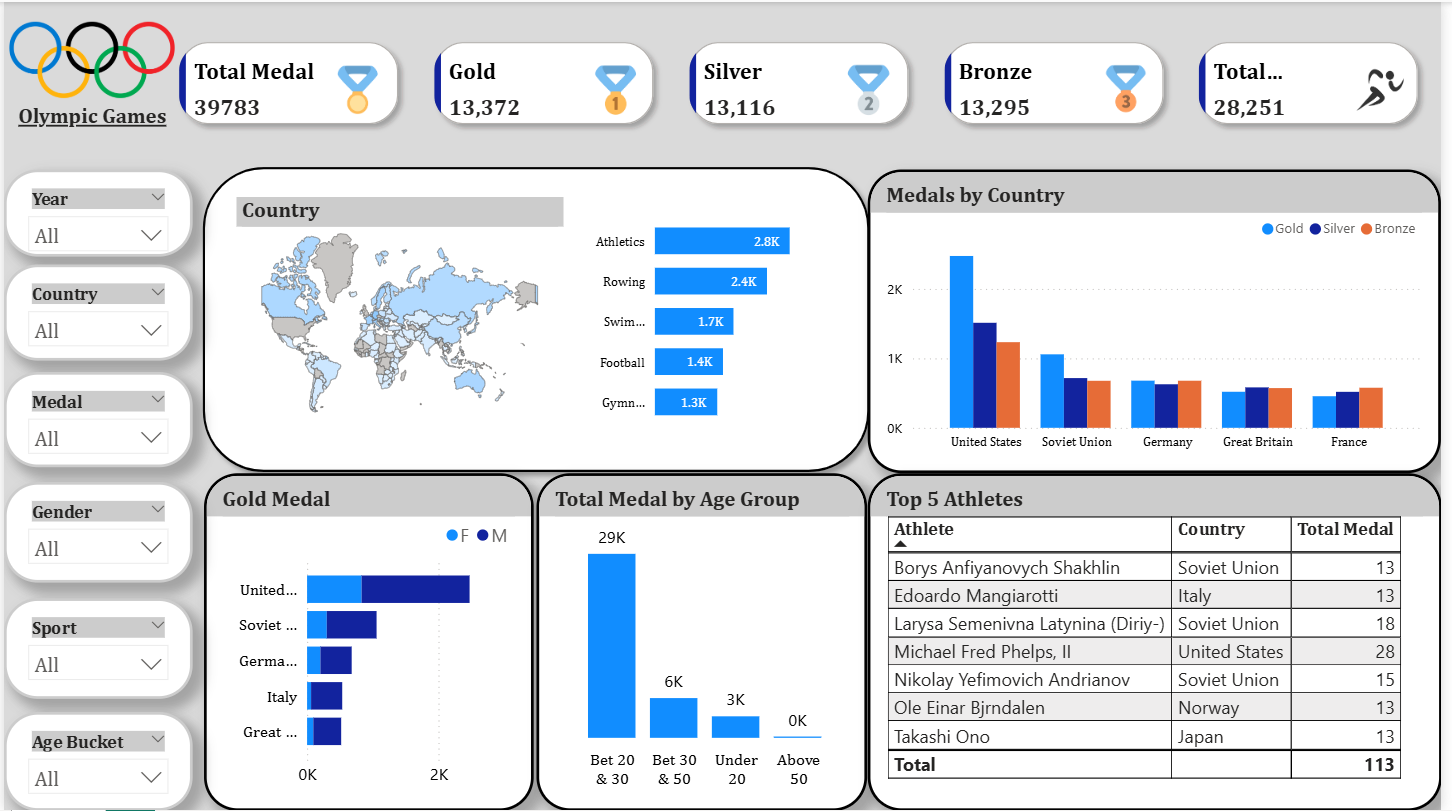 Olympic Games
Total Medal
39783
Gold
13,372
1
Silver
13,116
2
Bronze
13,295
3
Total...
28,251
Year
All
Country
All
Medal
All
Gender
All
Sport
All
Age Bucket
All
Country
Athletics 2.8K
Rowing 2.4K
Swim... 1.7K
Football 1.4K
Gymn... 1.3K
Medals by Country
Gold Silver Bronze
2K
1K
0K
United States Soviet Union Germany Great Britain France
Gold Medal
F M
United...
Soviet ...
Germa...
Italy
Great ...
0K 2K
Total Medal by Age Group
29K
6K
3K
0K
Bet 20 & 30
Bet 30 & 50
Under 20
Above 50
Top 5 Athletes
Athlete Country Total Medal
Borys Anfiyanovych Shakhlin Soviet Union 13
Edoardo Mangiarotti Italy 13
Larysa Semenivna Latynina (Diriy-) Soviet Union 18
Michael Fred Phelps, II United States 28
Nikolay Yefimovich Andrianov Soviet Union 15
Ole Einar Bjrndalen Norway 13
Takashi Ono Japan 13
Total 113